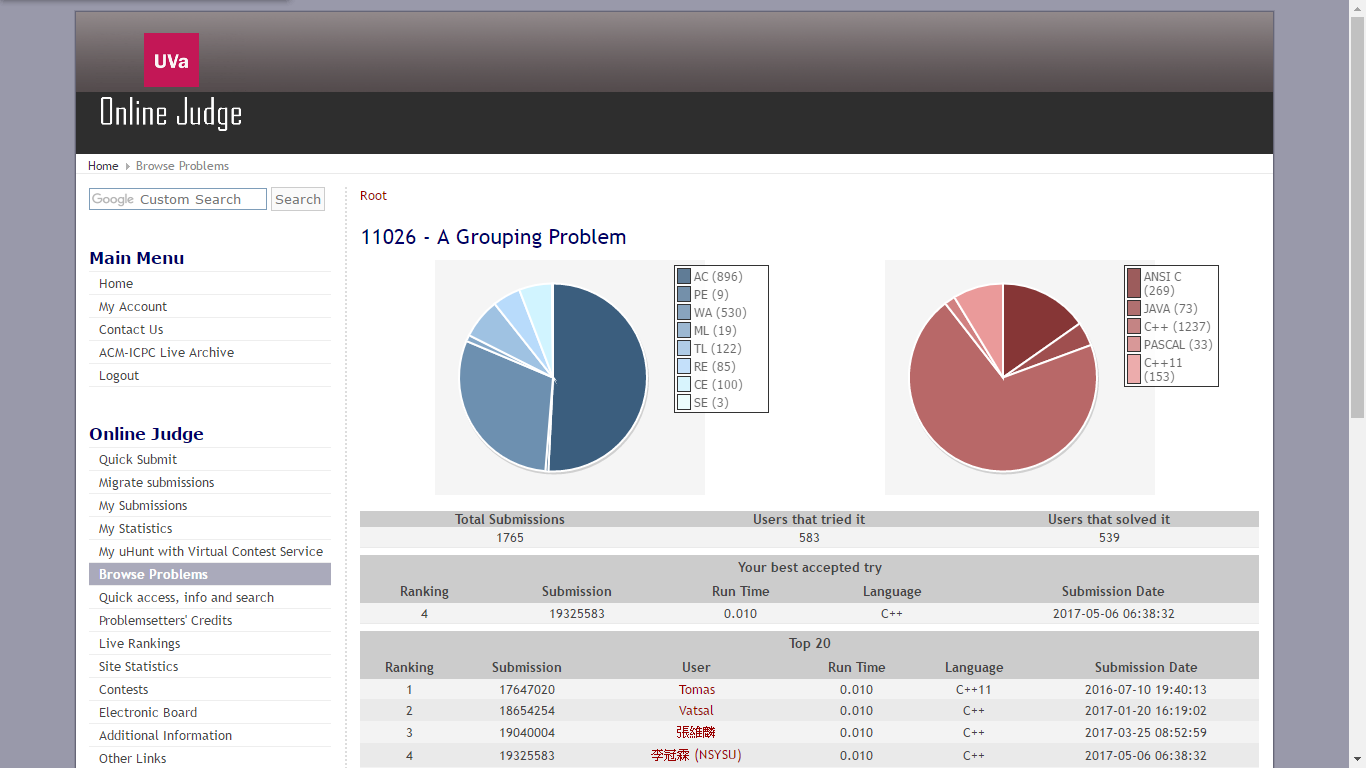 UVa
Online Judge
Home Browse Problems
Google Custom Search Search
Main Menu
Home
My Account
Contact Us
ACM-ICPC Live Archive
Logout
Online Judge
Quick Submit
Migrate submissions
My Submissions
My Statistics
My uHunt with Virtual Contest Service
Browse Problems
Quick access, info and search
Problemsetters' Credits
Live Rankings
Site Statistics
Contests
Electronic Board
Additional Information
Other Links
Root
11026 - A Grouping Problem
AC (896)
PE (9)
WA (530)
ML (19)
TL (122)
RE (85)
CE (100)
SE (3)
ANSI C
(269)
JAVA (73)
C++ (1237)
PASCAL (33)
C++11
(153)
Total Submissions Users that tried it Users that solved it
1765 583 539
Your best accepted try
Ranking Submission Run Time Language Submission Date
4 19325583 0.010 C++ 2017-05-06 06:38:32
Top 20
Ranking Submission User Run Time Language Submission Date
1 17647020 Tomas 0.010 C++11 2016-07-10 19:40:13
2 18654254 Vatsal 0.010 C++ 2017-01-20 16:19:02
3 19040004 張維麟 0.010 C++ 2017-03-25 08:52:59
4 19325583 李冠霖 (NSYSU) 0.010 C++ 2017-05-06 06:38:32